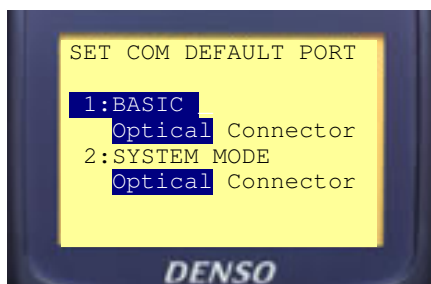 SET COM DEFAULT PORT
1:BASIC
Optical Connector
2:SYSTEM MODE
Optical Connector
DENSO